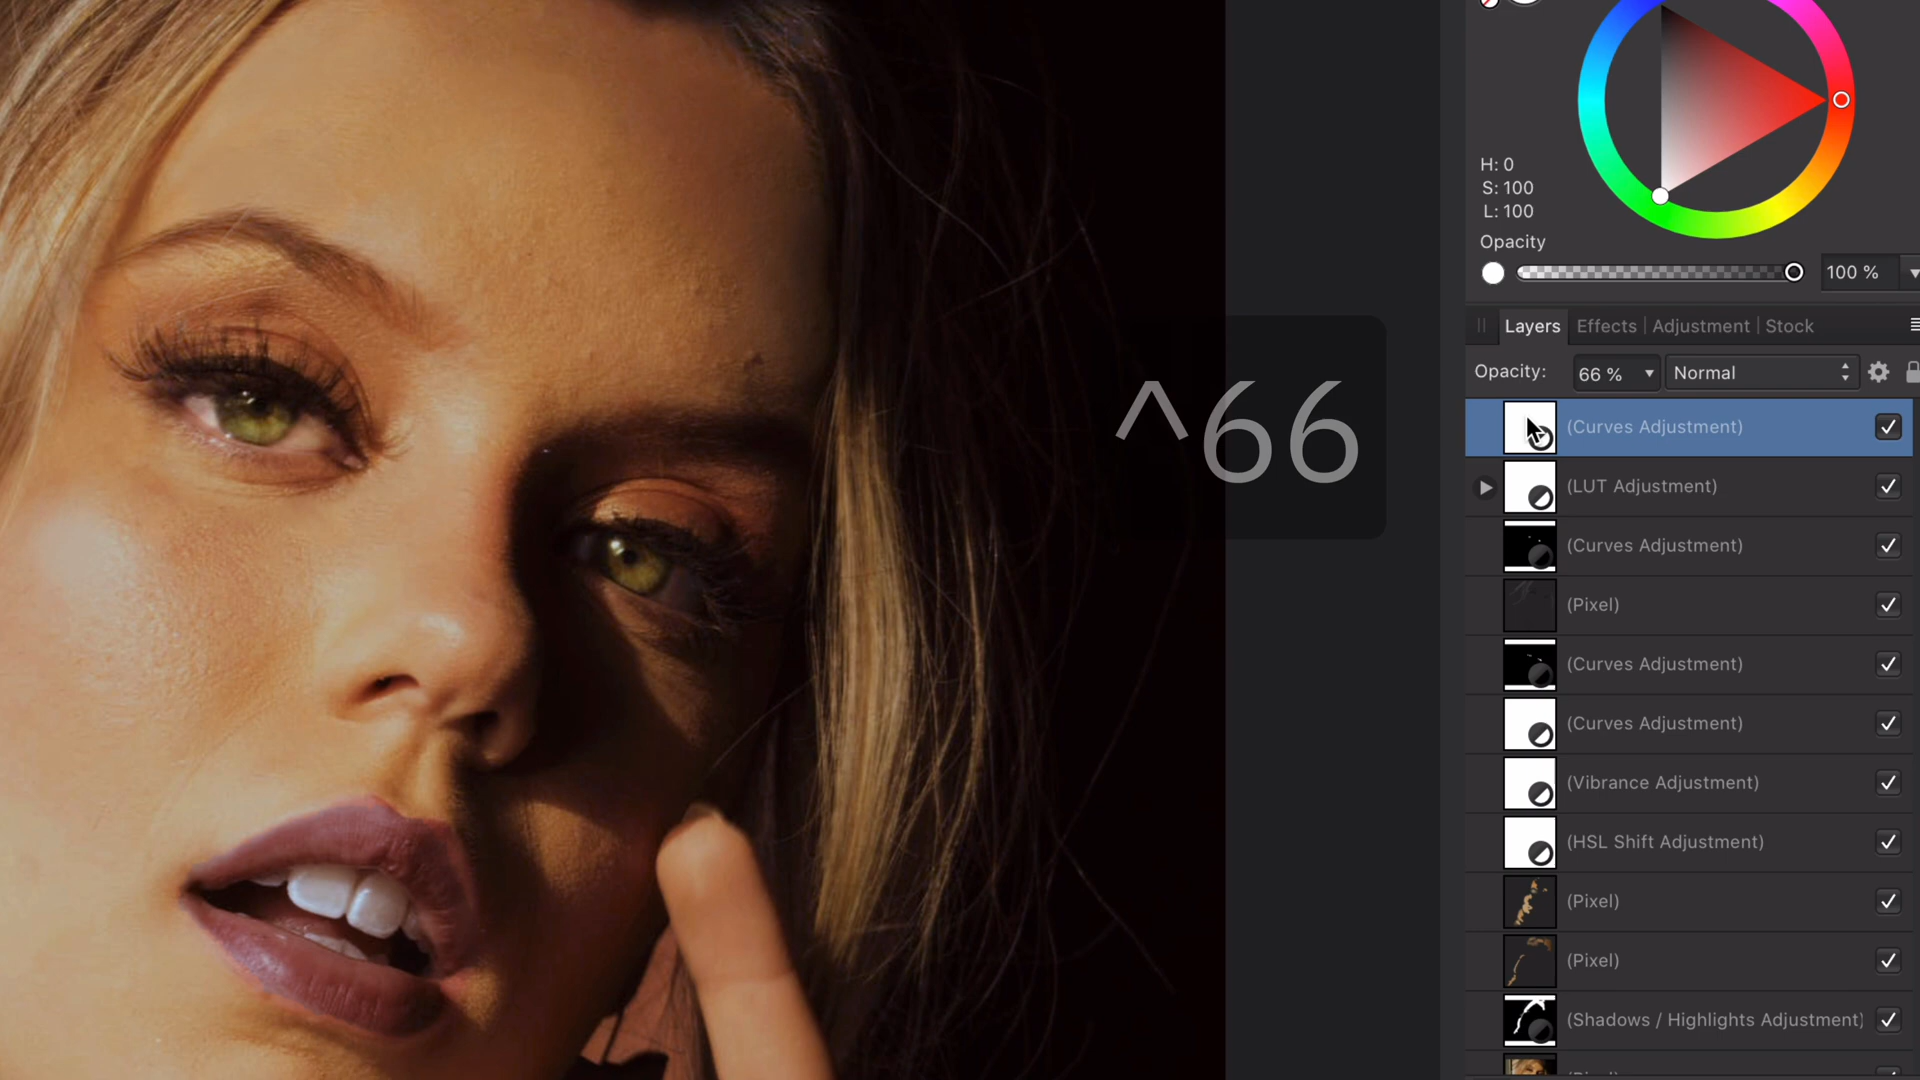 H: 0
S: 100
L: 100
Opacity
100 %
Layers Effects Adjustment Stock
Opacity: 66 % Normal
^66
(Curves Adjustment)
(LUT Adjustment)
(Curves Adjustment)
(Pixel)
(Curves Adjustment)
(Curves Adjustment)
(Vibrance Adjustment)
(HSL Shift Adjustment)
(Pixel)
(Pixel)
(Shadows / Highlights Adjustment)